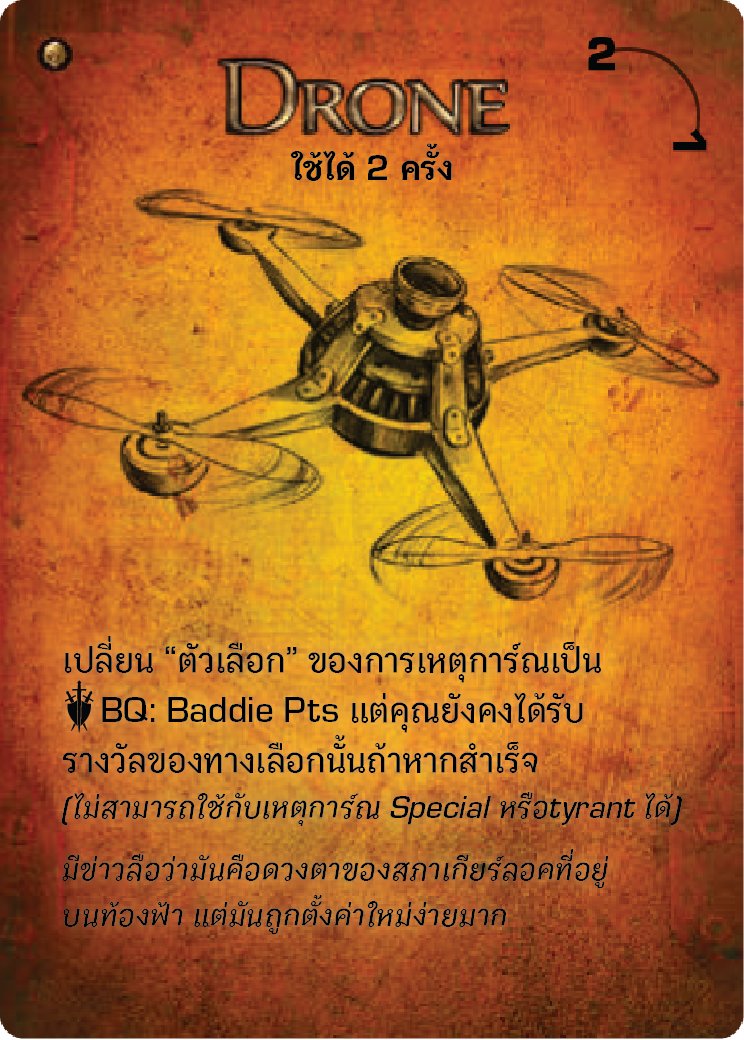 DRONE
2
1
ใช้ได้ 2 ครั้ง
เปลี่ยน “ตัวเลือก” ของการเหตุการ์ณเป็น
BQ: Baddie Pts แต่คุณยังคงได้รับ
รางวัลของทางเลือกนั้นถ้าหากสำเร็จ
(ไม่สามารถใช้กับเหตุการ์ณ Special หรือtyrant ได้)
มีข่าวลือว่ามันคือดวงตาของสภาเกียร์ลอคที่อยู่
บนท้องฟ้า แต่มันถูกตั้งค่าใหม่ง่ายมาก